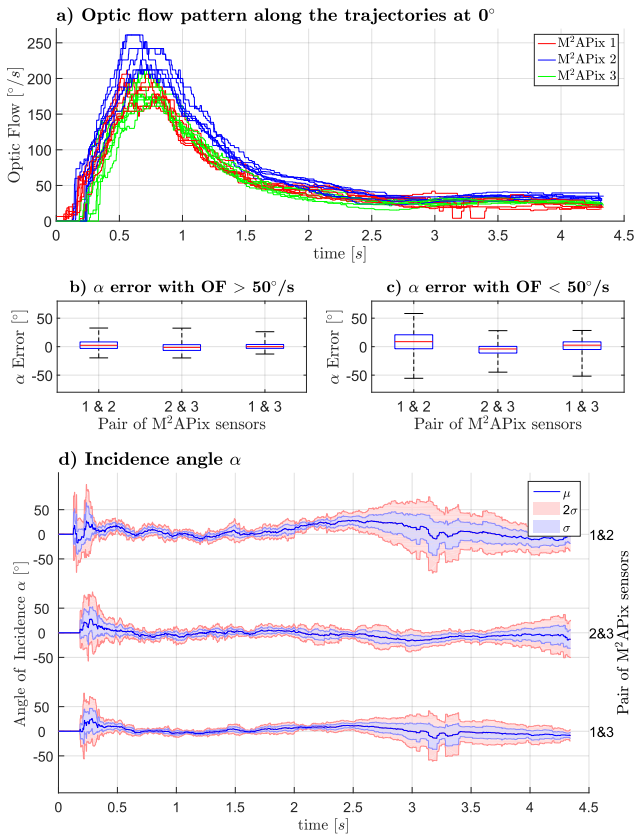 a) Optic flow pattern along the trajectories at 0°
Optic Flow [°/s]
250
200
150
100
50
0
M²APix 1
M²APix 2
M²APix 3
0 0.5 1 1.5 2 2.5 3 3.5 4 4.5
time [s]
b) α error with OF > 50°/s
α Error [°]
50
0
-50
1 & 2 2 & 3 1 & 3
Pair of M²APix sensors
c) α error with OF < 50°/s
α Error [°]
50
0
-50
1 & 2 2 & 3 1 & 3
Pair of M²APix sensors
d) Incidence angle α
Angle of Incidence α [°]
50
0
-50
50
0
-50
50
0
-50
μ
2σ
σ
1&2
2&3
1&3
Pair of M²APix sensors
0 0.5 1 1.5 2 2.5 3 3.5 4 4.5
time [s]